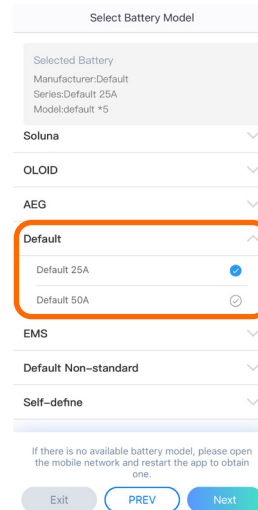 Select Battery Model
Selected Battery
Manufacturer:Default
Series:Default 25A
Model:default *5
Soluna
OLOID
AEG
Default
Default 25A
Default 50A
EMS
Default Non-standard
Self-define
If there is no available battery model, please open
the mobile network and restart the app to obtain
one.
Exit
PREV
Next